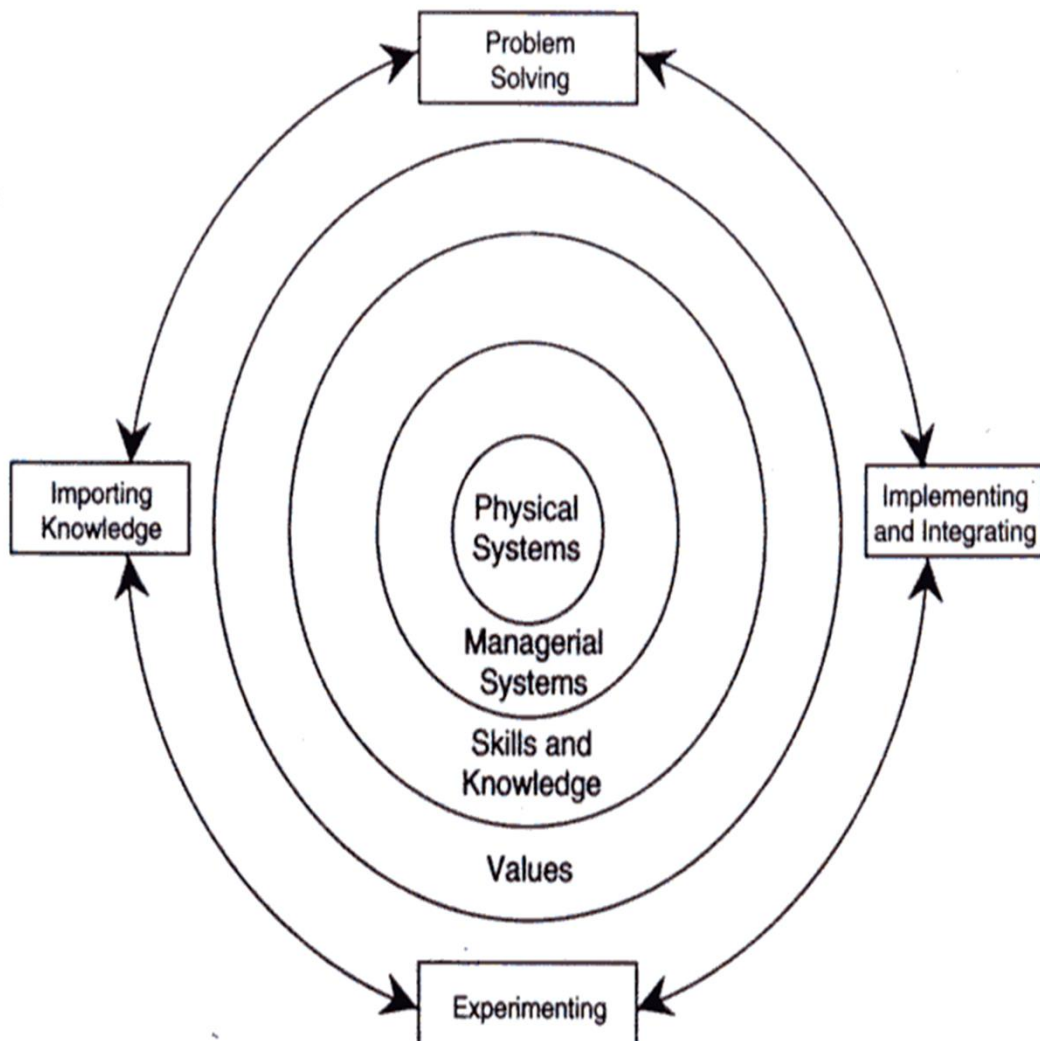 Problem
Solving
Importing
Knowledge
Physical
Systems
Implementing
and Integrating
Managerial
Systems
Skills and
Knowledge
Values
Experimenting